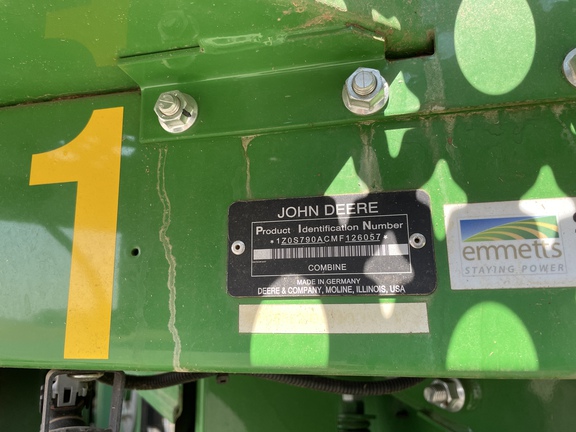 1
JOHN DEERE
Product Identification Number
*1Z0S790ACMF126057*
COMBINE
MADE IN GERMANY
DEERE & COMPANY, MOLINE, ILLINOIS, USA
emmetts
STAYING POWER